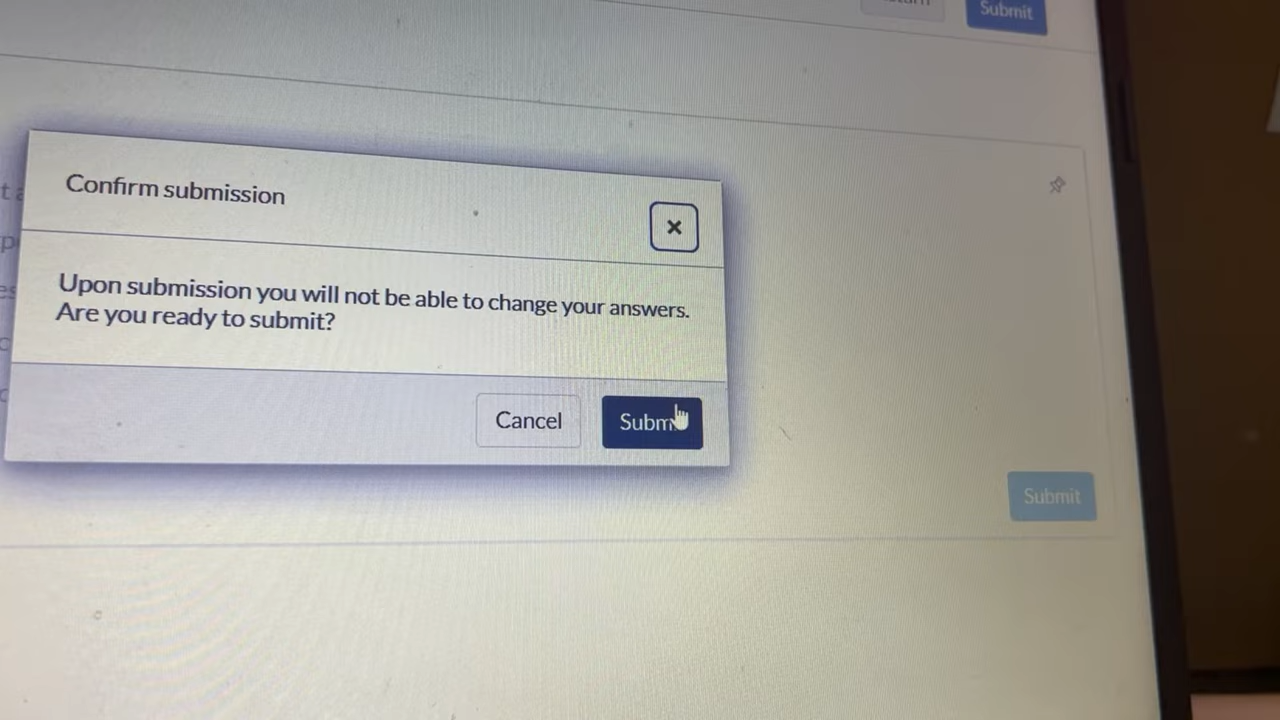 Submit
Confirm submission
Upon submission you will not be able to change your answers.
Are you ready to submit?
Cancel
Submit